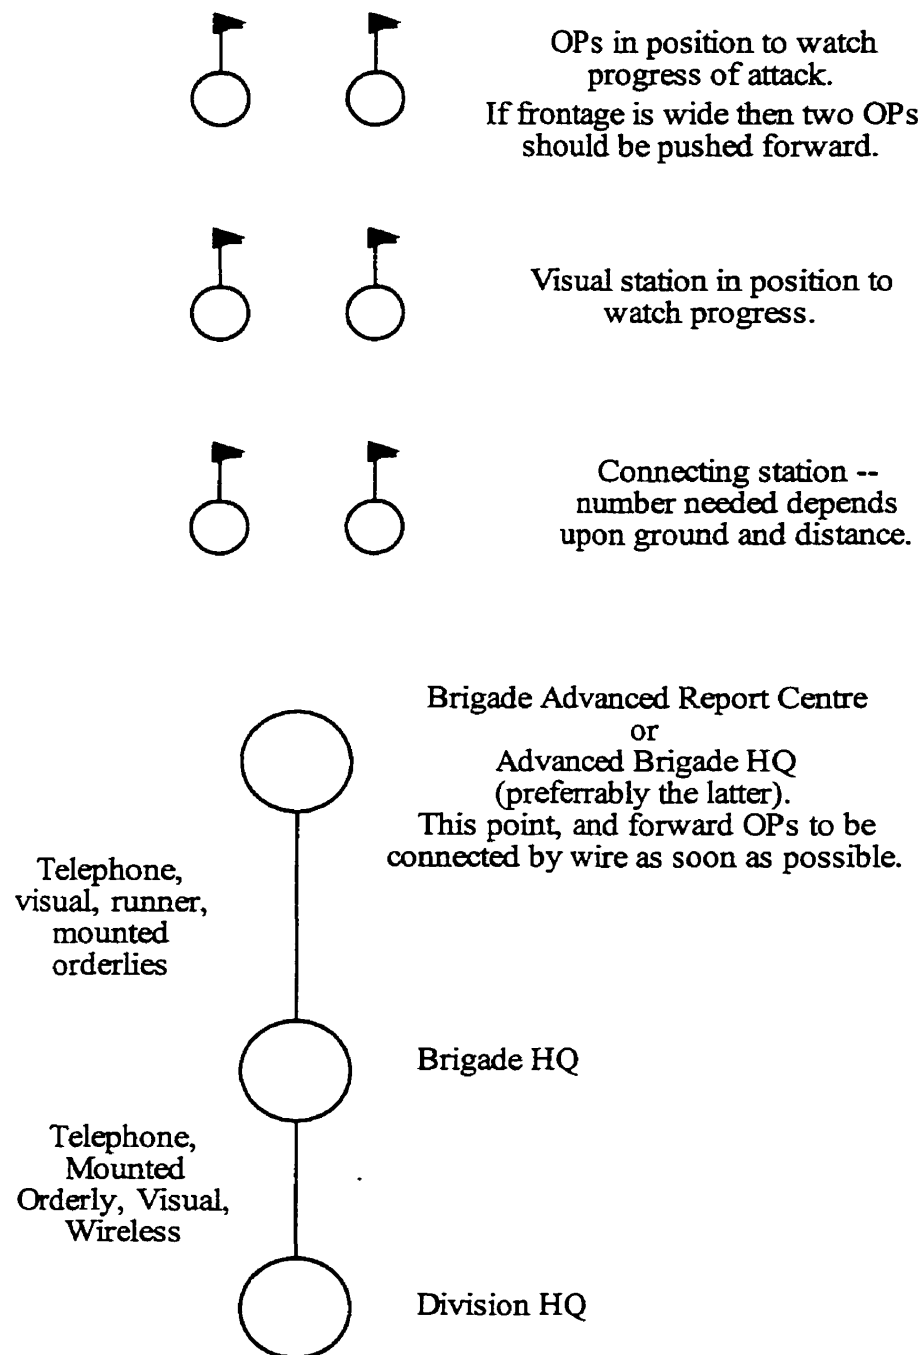 OPs in position to watch
progress of attack.
If frontage is wide then two OPs
should be pushed forward.
Visual station in position to
watch progress.
Connecting station --
number needed depends
upon ground and distance.
Brigade Advanced Report Centre
or
Advanced Brigade HQ
(preferrably the latter).
This point, and forward OPs to be
connected by wire as soon as possible.
Telephone,
visual, runner,
mounted
orderlies
Brigade HQ
Telephone,
Mounted
Orderly, Visual,
Wireless
Division HQ